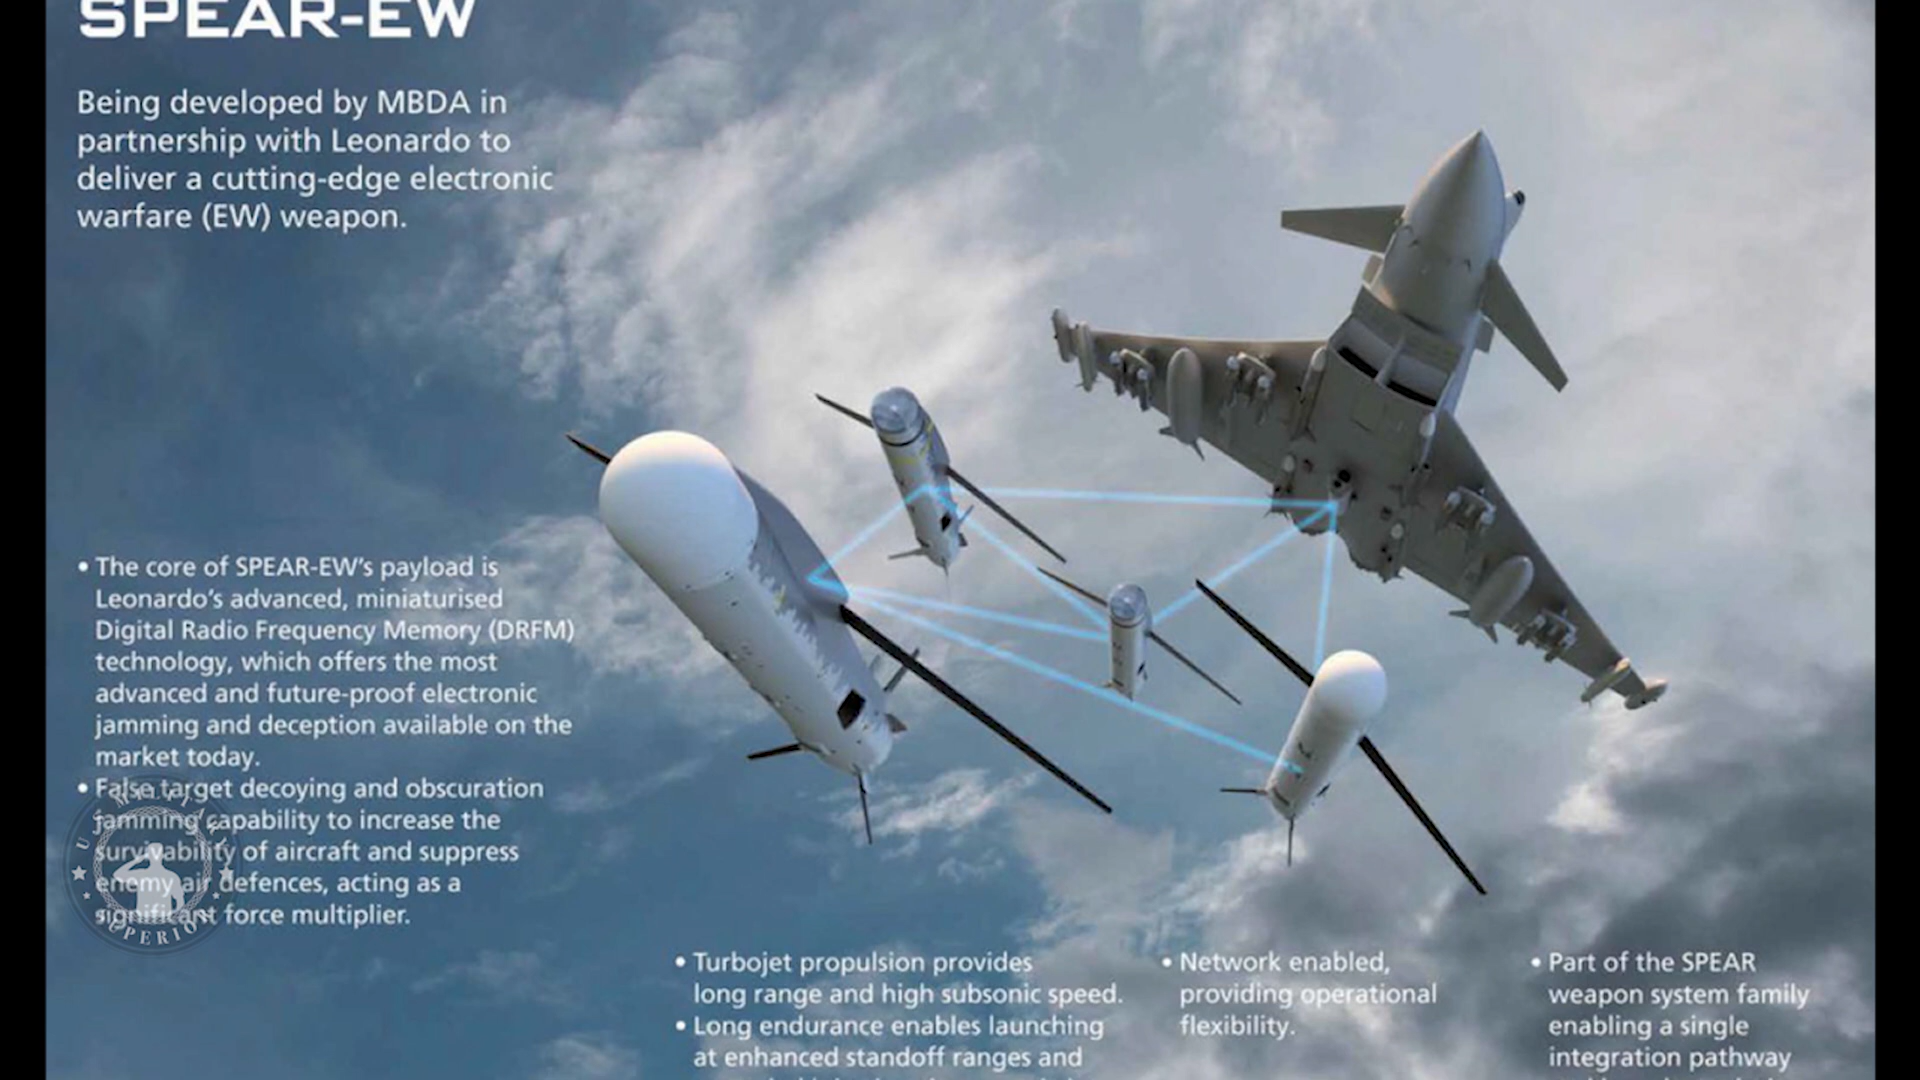 SPEAR-EW
Being developed by MBDA in
partnership with Leonardo to
deliver a cutting-edge electronic
warfare (EW) weapon.
• The core of SPEAR-EW's payload is
Leonardo's advanced, miniaturised
Digital Radio Frequency Memory (DRFM)
technology, which offers the most
advanced and future-proof electronic
jamming and deception available on the
market today.
• False target decoying and obscuration
jamming capability to increase the
survivability of aircraft and suppress
enemy air defences, acting as a
significant force multiplier.
U.S. MILITARY
SUPERIOR
• Turbojet propulsion provides
long range and high subsonic speed.
• Long endurance enables launching
at enhanced standoff ranges and
• Network enabled,
providing operational
flexibility.
• Part of the SPEAR
weapon system family
enabling a single
integration pathway